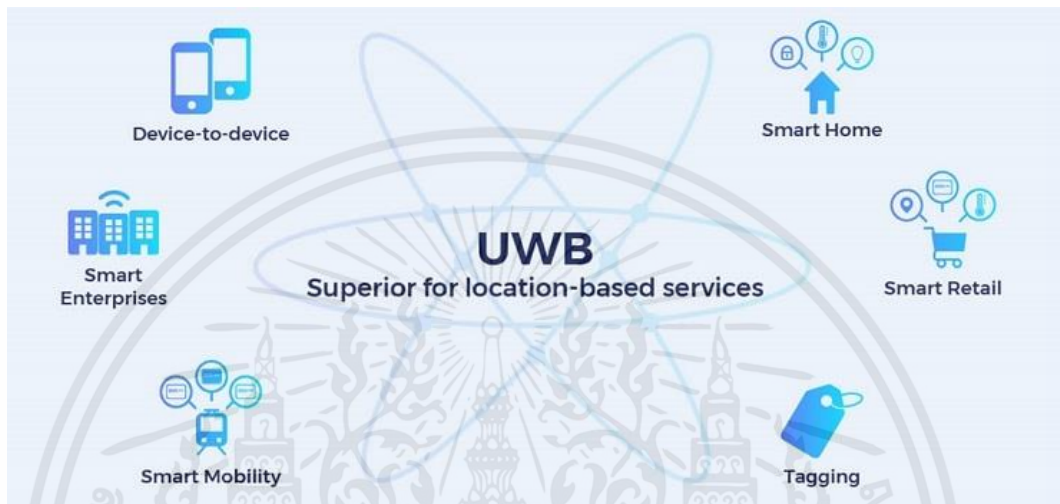 Device-to-device
Smart Home
UWB
Superior for location-based services
Smart
Enterprises
Smart Retail
Smart Mobility
Tagging